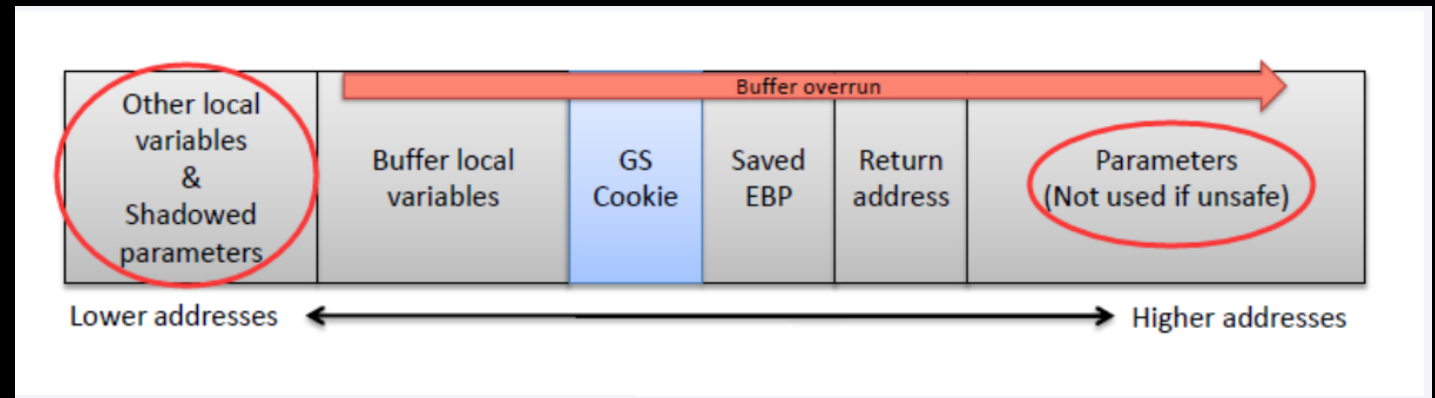 Buffer overrun
Other local
variables
&
Shadowed
parameters
Buffer local
variables
GS
Cookie
Saved
EBP
Return
address
Parameters
(Not used if unsafe)
Lower addresses
Higher addresses